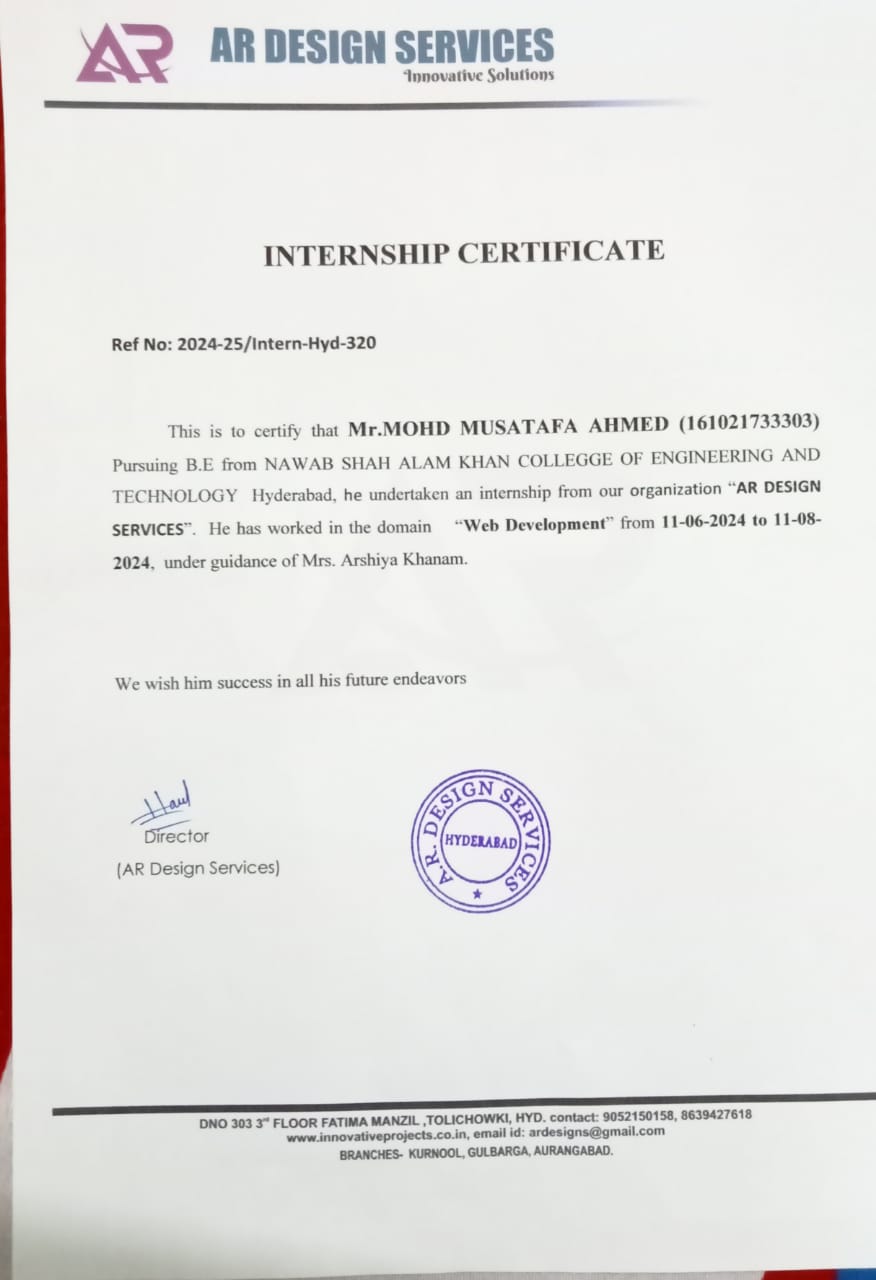 AR
AR DESIGN SERVICES
Innovative Solutions
INTERNSHIP CERTIFICATE
Ref No: 2024-25/Intern-Hyd-320
This is to certify that Mr.MOHD MUSATAFA AHMED (161021733303)
Pursuing B.E from NAWAB SHAH ALAM KHAN COLLEGGE OF ENGINEERING AND
TECHNOLOGY Hyderabad, he undertaken an internship from our organization “AR DESIGN
SERVICES”. He has worked in the domain “Web Development” from 11-06-2024 to 11-08-
2024, under guidance of Mrs. Arshiya Khanam.
We wish him success in all his future endeavors
Director
(AR Design Services)
A.R. DESIGN SERVICES
HYDERABAD
DNO 303 3rd FLOOR FATIMA MANZIL ,TOLICHOWKI, HYD. contact: 9052150158, 8639427618
www.innovativeprojects.co.in, email id: ardesigns@gmail.com
BRANCHES- KURNOOL, GULBARGA, AURANGABAD.